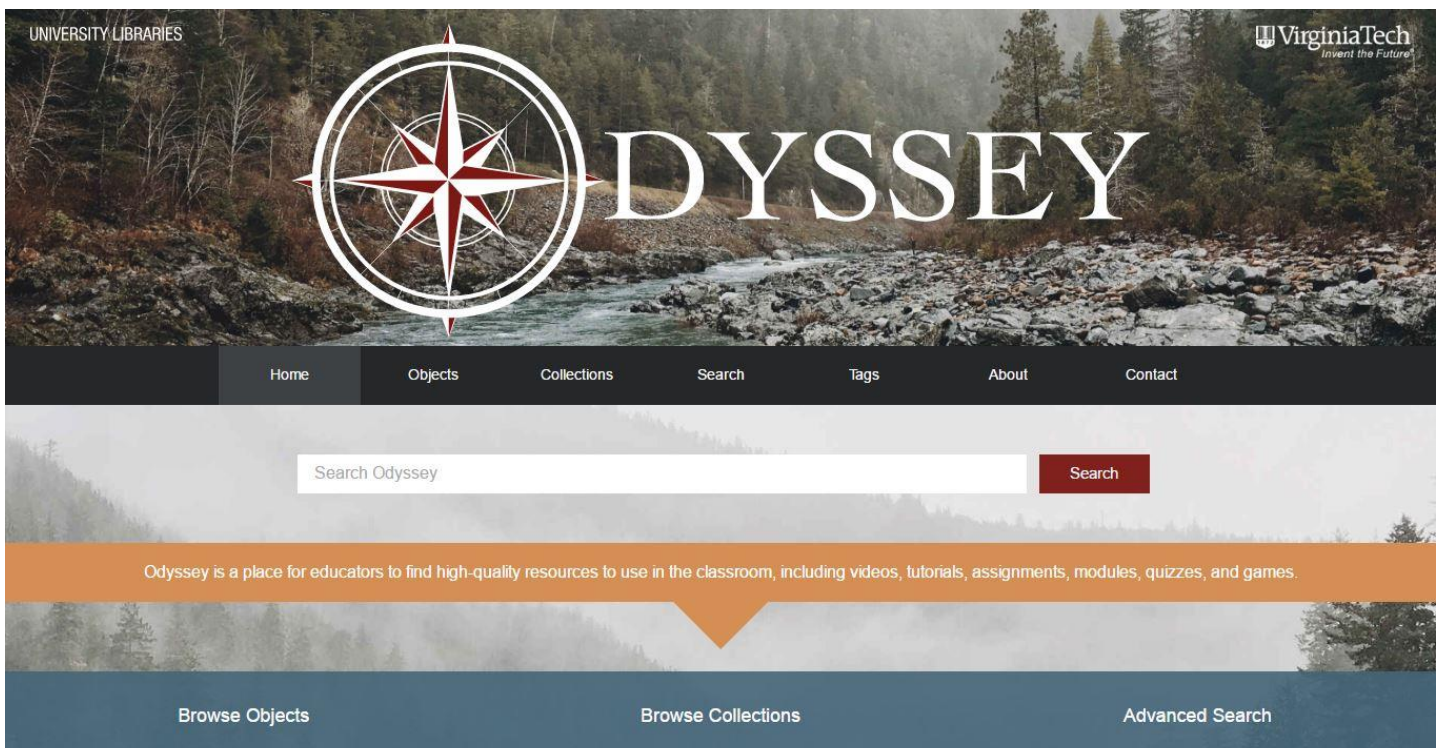 UNIVERSITY LIBRARIES
VirginiaTech
Invent the Future®
ODYSSEY
Home Objects Collections Search Tags About Contact
Search Odyssey Search
Odyssey is a place for educators to find high-quality resources to use in the classroom, including videos, tutorials, assignments, modules, quizzes, and games.
Browse Objects Browse Collections Advanced Search